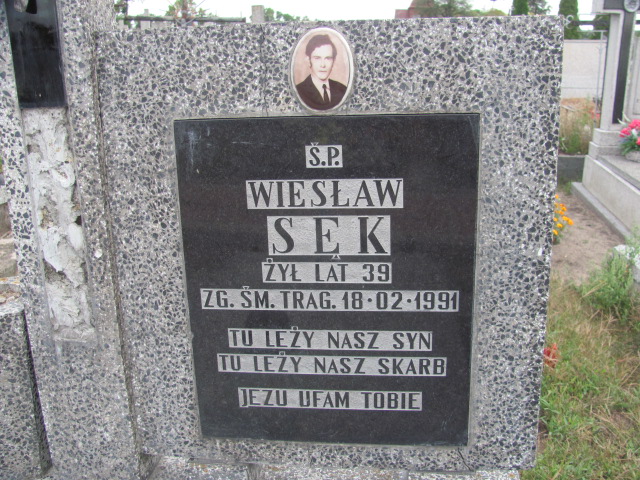 Ś.P.
WIESŁAW
SĘK
ŻYŁ LAT 39
ZG. ŚM. TRAG. 18·02·1991
TU LEŻY NASZ SYN
TU LEŻY NASZ SKARB
JEZU UFAM TOBIE